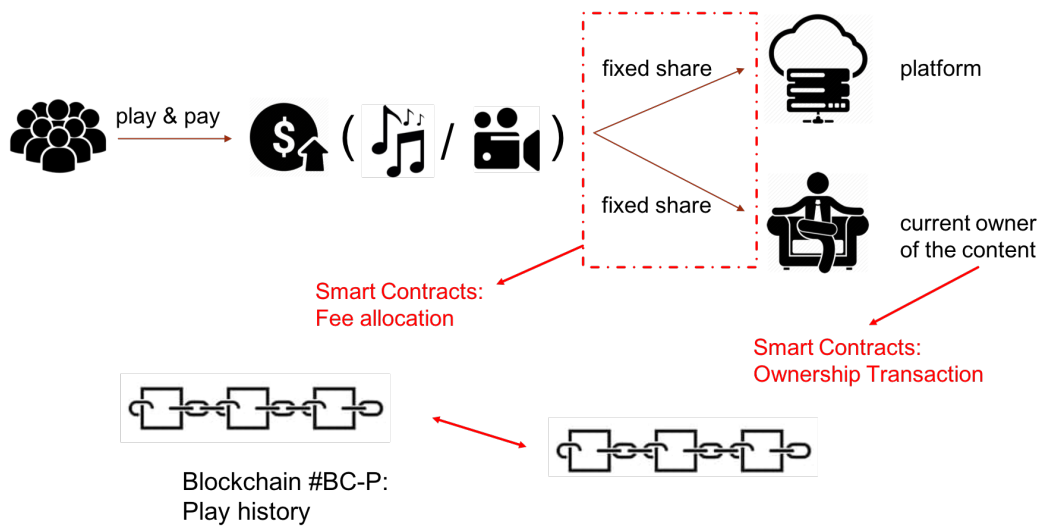 fixed share
platform
play & pay
$
( / )
fixed share
current owner
of the content
Smart Contracts:
Fee allocation
Smart Contracts:
Ownership Transaction
Blockchain #BC-P:
Play history